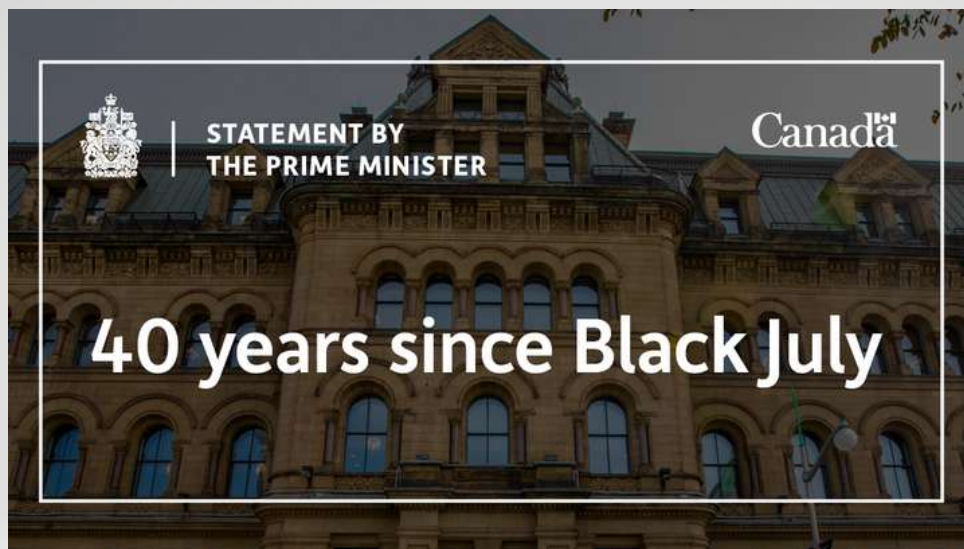 STATEMENT BY
THE PRIME MINISTER
Canada
40 years since Black July